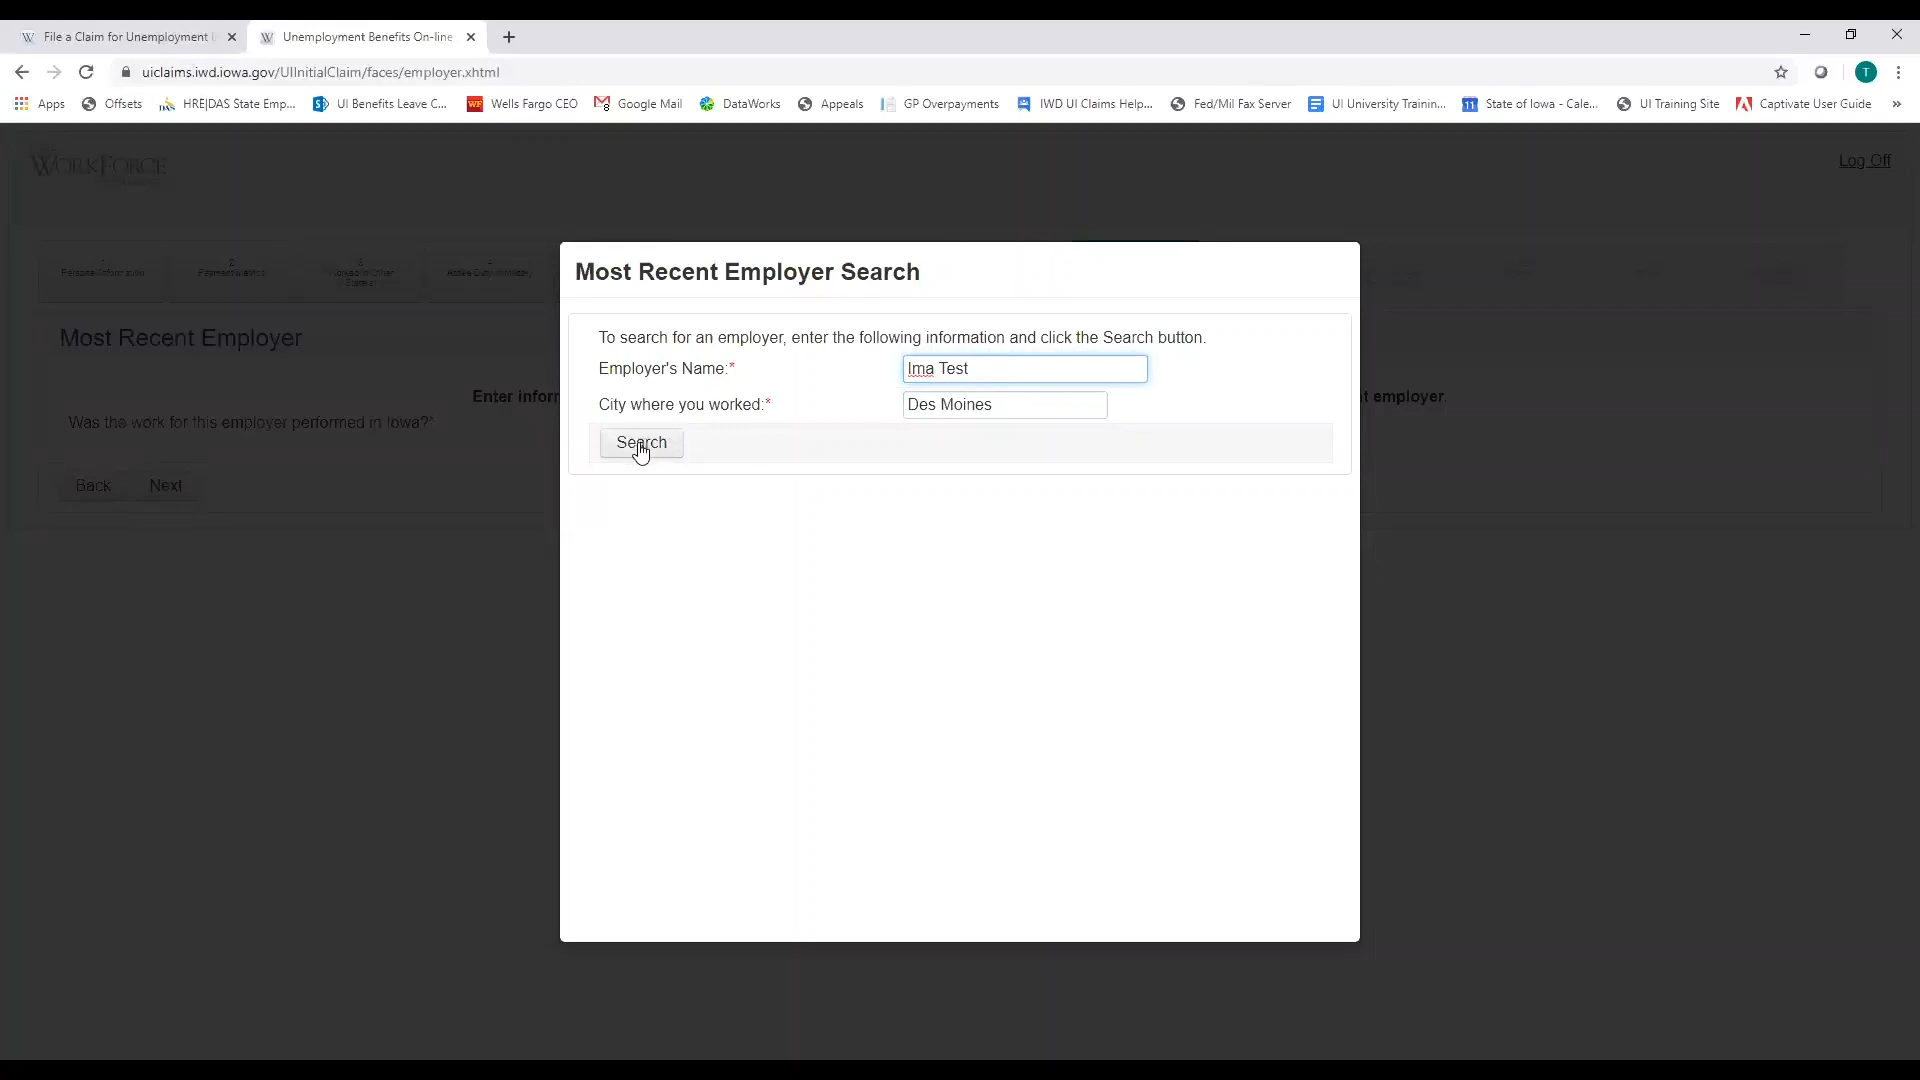 File a Claim for Unemployment
Unemployment Benefits On-line
uiclaims.iwd.iowa.gov/UIInitialClaim/faces/employer.xhtml
T
Apps
Offsets
HRE|DAS State Emp...
UI Benefits Leave C...
Wells Fargo CEO
Google Mail
DataWorks
Appeals
GP Overpayments
IWD UI Claims Help...
Fed/Mil Fax Server
UI University Trainin...
State of Iowa - Cale...
UI Training Site
Captivate User Guide
»
WORKFORCE
Log Off
Most Recent Employer Search
Most Recent Employer
To search for an employer, enter the following information and click the Search button.
Employer's Name:* Ima Test
Enter infor
t employer.
City where you worked:* Des Moines
Was the work for this employer performed in Iowa?*
Search
Back Next